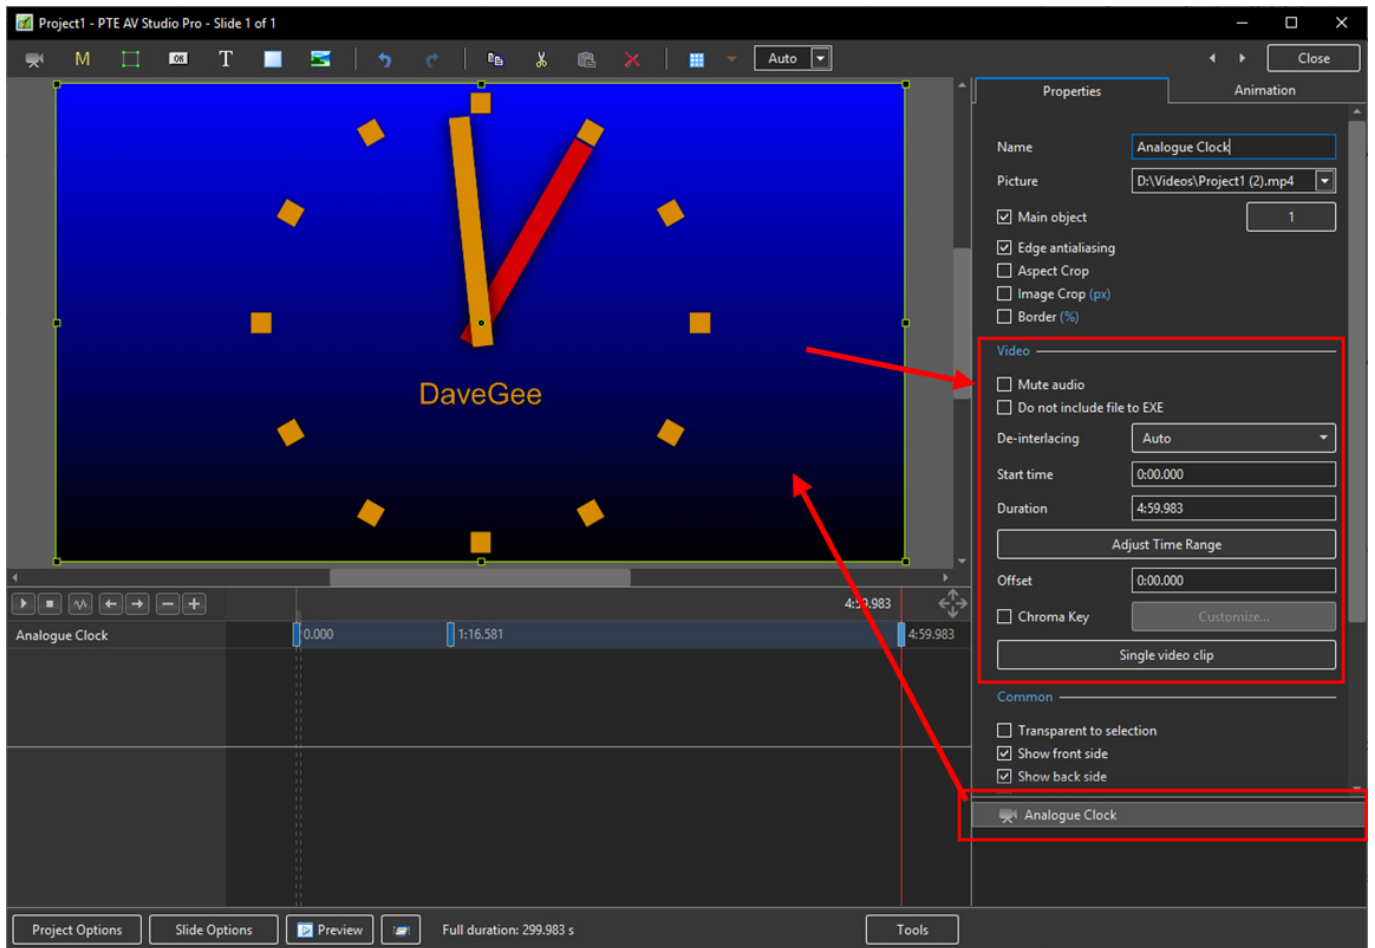 Project1 - PTE AV Studio Pro - Slide 1 of 1
M OK T Auto Close
Properties Animation
Name Analogue Clock
Picture D:\Videos\Project1 (2).mp4
Main object 1
Edge antialiasing
Aspect Crop
Image Crop (px)
Border (%)
DaveGee
Video
Mute audio
Do not include file to EXE
De-interlacing Auto
Start time 0:00.000
Duration 4:59.983
Adjust Time Range
Offset 0:00.000
Chroma Key Customize...
Single video clip
Common
Transparent to selection
Show front side
Show back side
Analogue Clock
4:59.983
Analogue Clock 0.000 1:16.581 4:59.983
Project Options Slide Options Preview Full duration: 299.983 s Tools